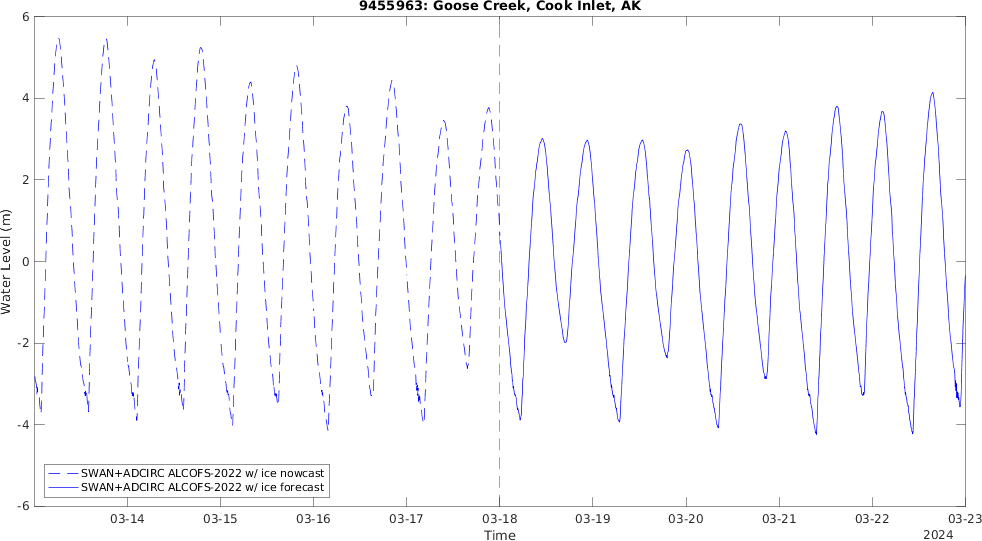 9455963: Goose Creek, Cook Inlet, AK
6
4
2
0
-2
-4
-6
Water Level (m)
SWAN+ADCIRC ALCOFS-2022 w/ ice nowcast
SWAN+ADCIRC ALCOFS-2022 w/ ice forecast
03-14 03-15 03-16 03-17 03-18 03-19 03-20 03-21 03-22 03-23
Time
2024